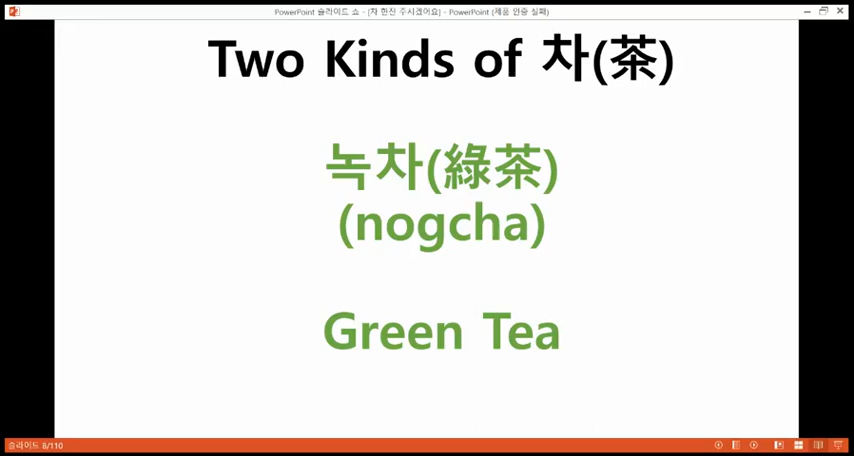 PowerPoint 슬라이드 쇼 - [차 한잔 주시겠어요] - PowerPoint (제품 인증 실패)
Two Kinds of 차(茶)
녹차(綠茶)
(nogcha)
Green Tea
슬라이드 8/110